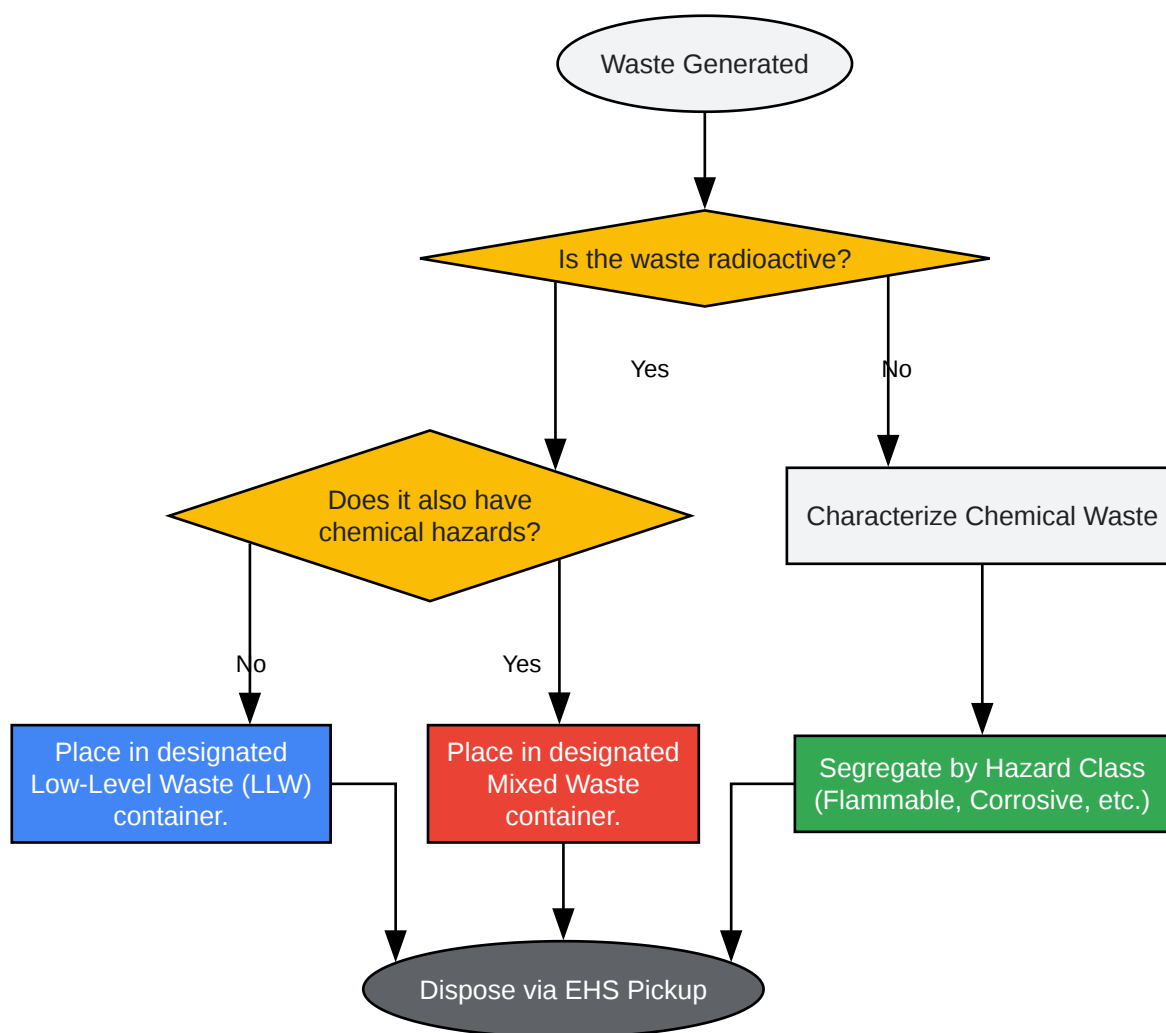 Waste Generated
Is the waste radioactive?
Yes
No
Does it also have
chemical hazards?
Characterize Chemical Waste
No
Yes
Place in designated
Low-Level Waste (LLW)
container.
Place in designated
Mixed Waste
container.
Segregate by Hazard Class
(Flammable, Corrosive, etc.)
Dispose via EHS Pickup